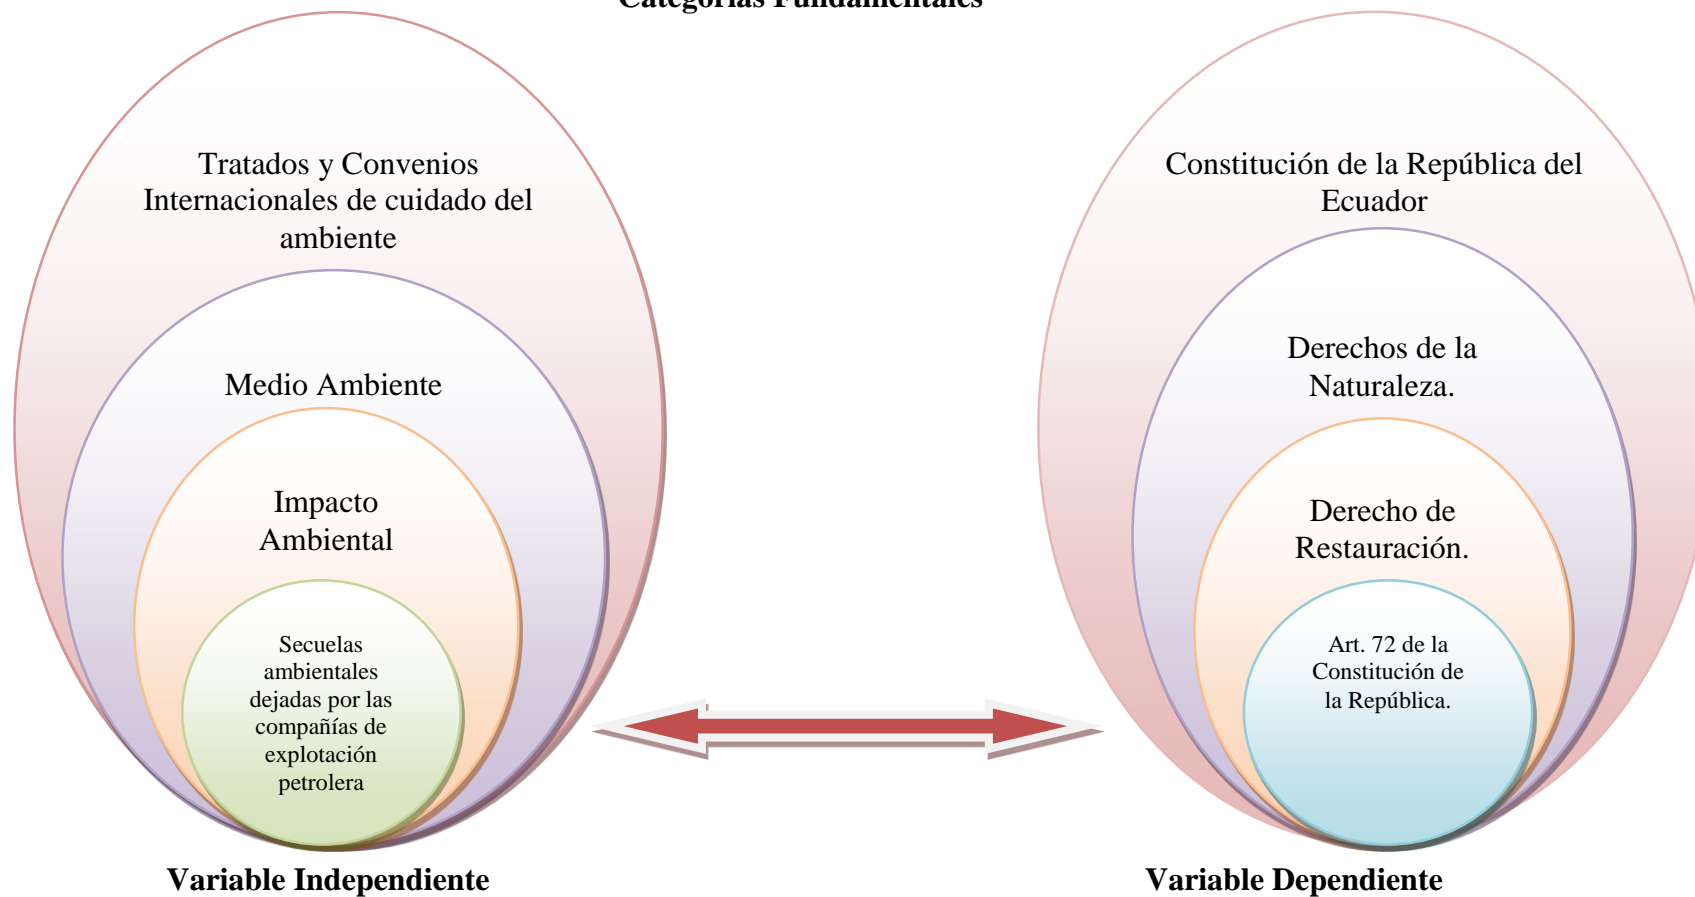 Categorías Fundamentales
Tratados y Convenios
Internacionales de cuidado del
ambiente
Medio Ambiente
Impacto
Ambiental
Secuelas
ambientales
dejadas por las
compañías de
explotación
petrolera
Variable Independiente
Constitución de la República del
Ecuador
Derechos de la
Naturaleza.
Derecho de
Restauración.
Art. 72 de la
Constitución de
la República.
Variable Dependiente